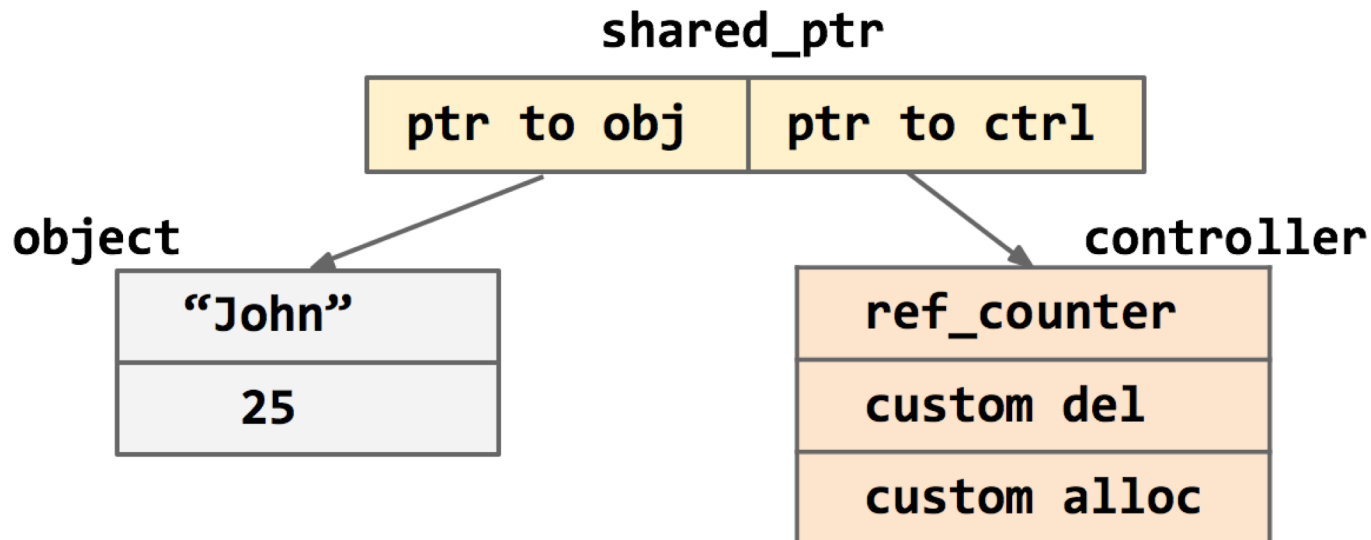 shared_ptr
ptr to obj
ptr to ctrl
object
controller
“John”
25
ref_counter
custom del
custom alloc